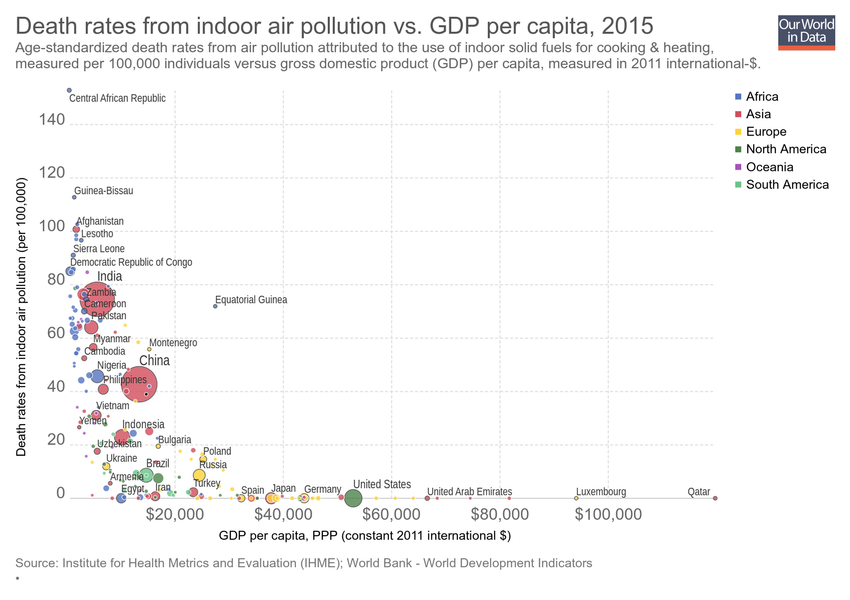 Death rates from indoor air pollution vs. GDP per capita, 2015
Our World
in Data
Age-standardized death rates from air pollution attributed to the use of indoor solid fuels for cooking & heating,
measured per 100,000 individuals versus gross domestic product (GDP) per capita, measured in 2011 international-$.
Central African Republic
Africa
Asia
Europe
North America
Oceania
South America
Death rates from indoor air pollution (per 100,000)
140
120
Guinea-Bissau
100
Afghanistan
Lesotho
Sierra Leone
Democratic Republic of Congo
80
India
Zambia
Equatorial Guinea
Cameroon
Pakistan
60
Myanmar
Montenegro
Cambodia
China
Nigeria
Philippines
40
Vietnam
Yemen
Indonesia
20
Uzbekistan
Bulgaria
Poland
Ukraine
Brazil
Russia
Armenia
Egypt
Iran
Turkey
Spain
Japan
Germany
United States
United Arab Emirates
Luxembourg
Qatar
0
$20,000
$40,000
$60,000
$80,000
$100,000
GDP per capita, PPP (constant 2011 international $)
Source: Institute for Health Metrics and Evaluation (IHME); World Bank - World Development Indicators
•